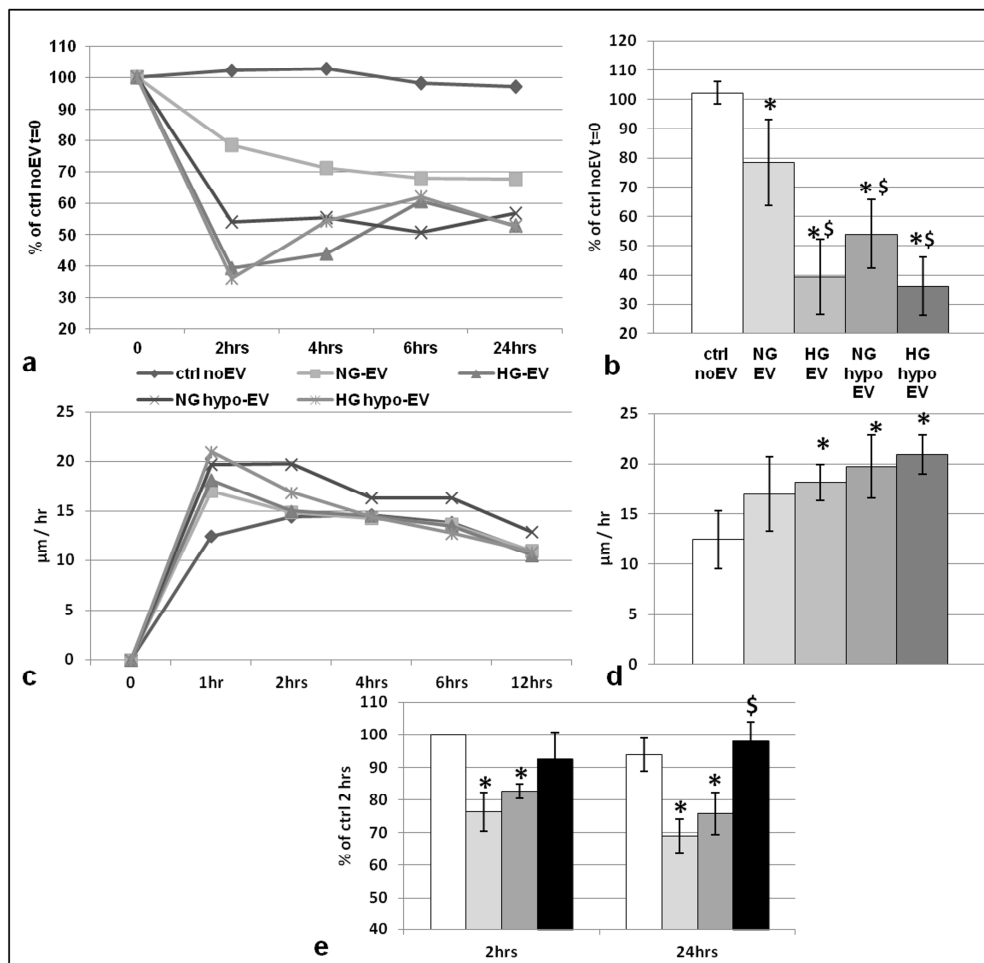 110
100
90
80
70
60
50
40
30
20
% of ctrl noEV t=0
0 2hrs 4hrs 6hrs 24hrs
a
ctrl noEV NG-EV HG-EV
NG hypo-EV HG hypo-EV
120
110
100
90
80
70
60
50
40
30
20
% of ctrl noEV t=0
* *$ *$ *$
ctrl noEV
NG EV
HG EV
NG hypo EV
HG hypo EV
b
25
20
15
10
5
0
µm / hr
0 1hr 2hrs 4hrs 6hrs 12hrs
c
25
20
15
10
5
0
µm / hr
* * *
d
110
100
90
80
70
60
50
40
% of ctrl 2 hrs
* * * * $
2hrs 24hrs
e